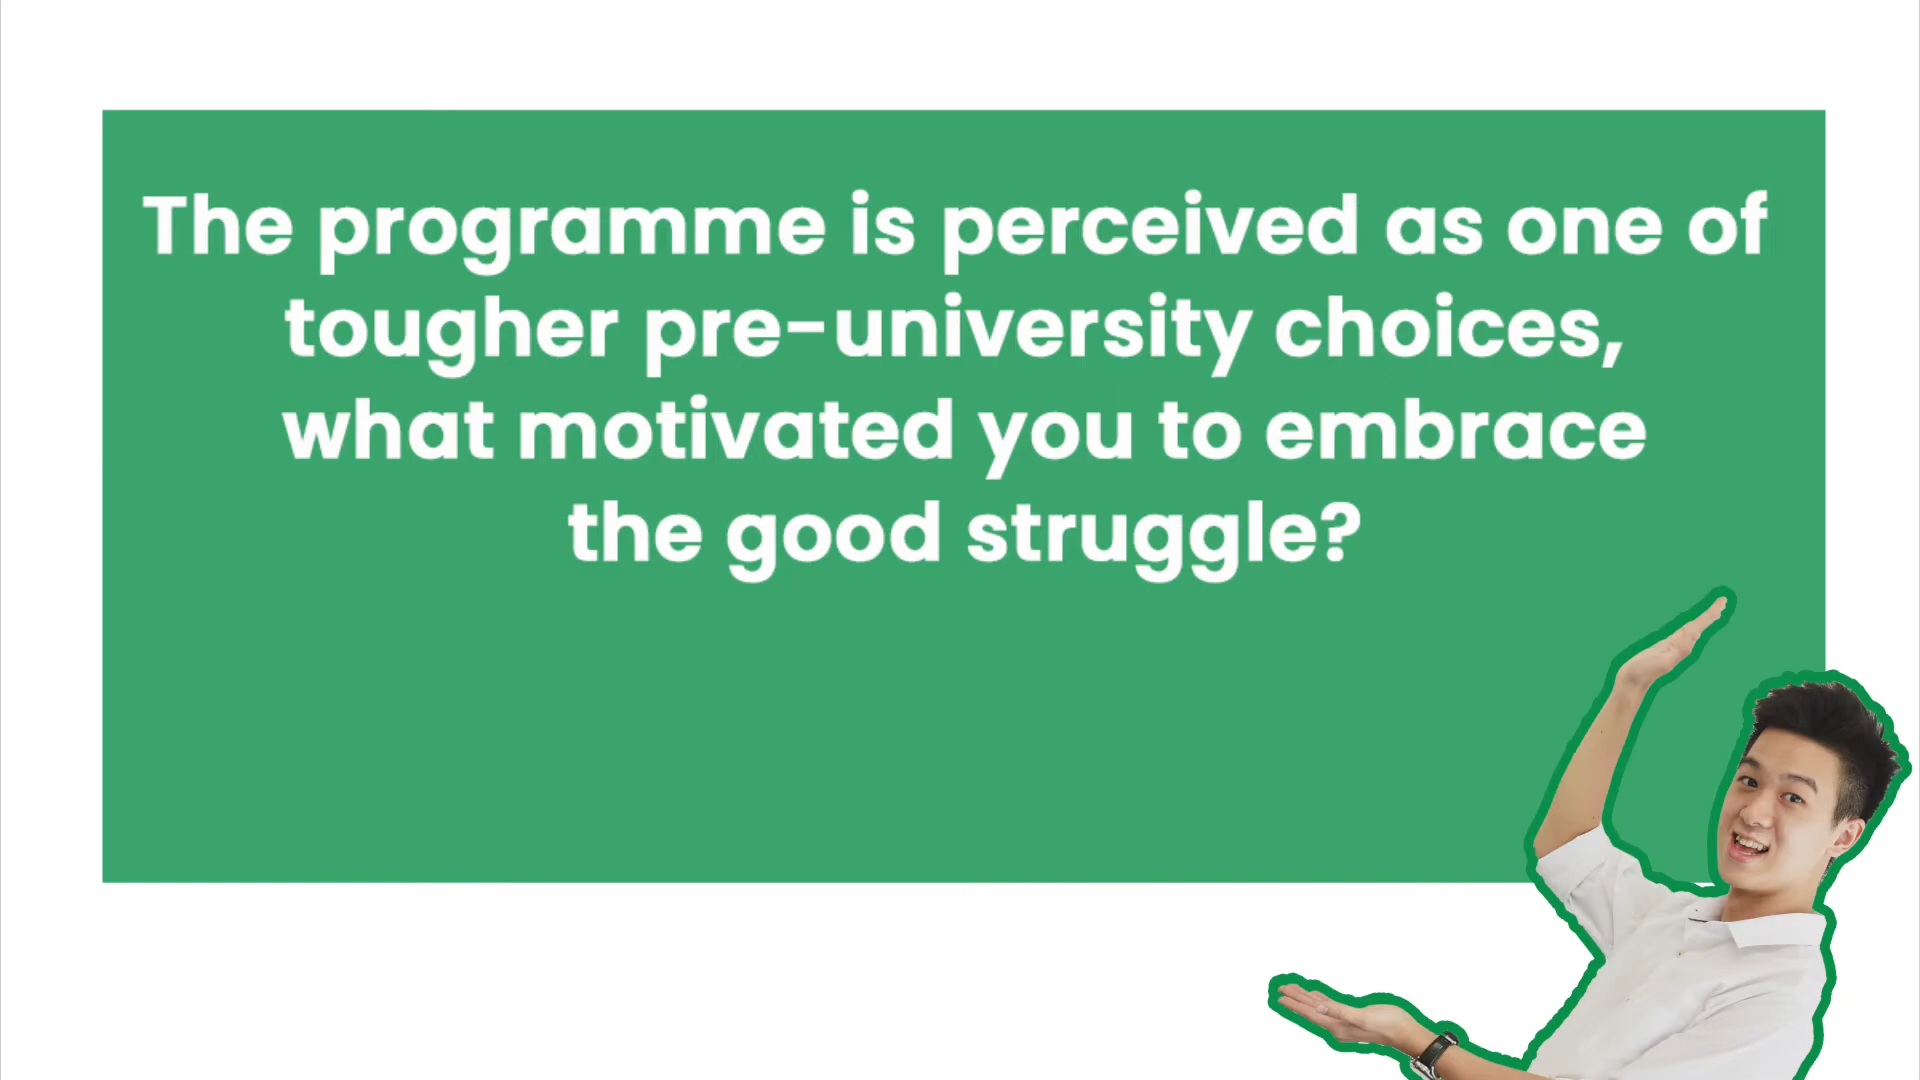 The programme is perceived as one of
tougher pre-university choices,
what motivated you to embrace
the good struggle?